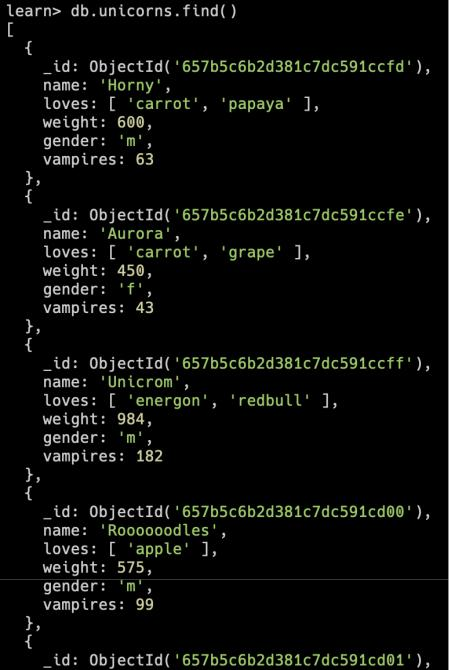 learn> db.unicorns.find()
[
  {
    _id: ObjectId('657b5c6b2d381c7dc591ccfd'),
    name: 'Horny',
    loves: [ 'carrot', 'papaya' ],
    weight: 600,
    gender: 'm',
    vampires: 63
  },
  {
    _id: ObjectId('657b5c6b2d381c7dc591ccfe'),
    name: 'Aurora',
    loves: [ 'carrot', 'grape' ],
    weight: 450,
    gender: 'f',
    vampires: 43
  },
  {
    _id: ObjectId('657b5c6b2d381c7dc591ccff'),
    name: 'Unicrom',
    loves: [ 'energon', 'redbull' ],
    weight: 984,
    gender: 'm',
    vampires: 182
  },
  {
    _id: ObjectId('657b5c6b2d381c7dc591cd00'),
    name: 'Roooooodles',
    loves: [ 'apple' ],
    weight: 575,
    gender: 'm',
    vampires: 99
  },
  {
    _id: ObjectId('657b5c6b2d381c7dc591cd01'),